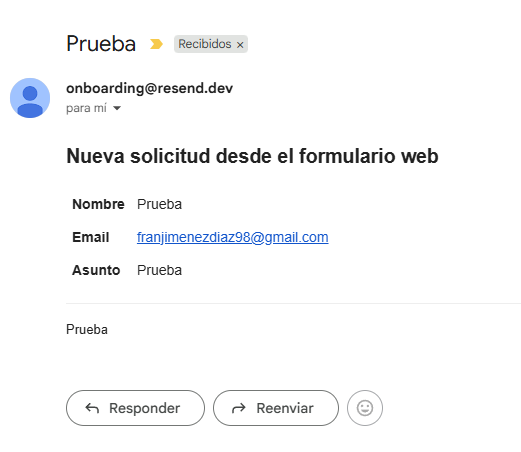 Prueba Recibidos ×
onboarding@resend.dev
para mí
Nueva solicitud desde el formulario web
Nombre Prueba
Email franjimenezdiaz98@gmail.com
Asunto Prueba
Prueba
Responder Reenviar